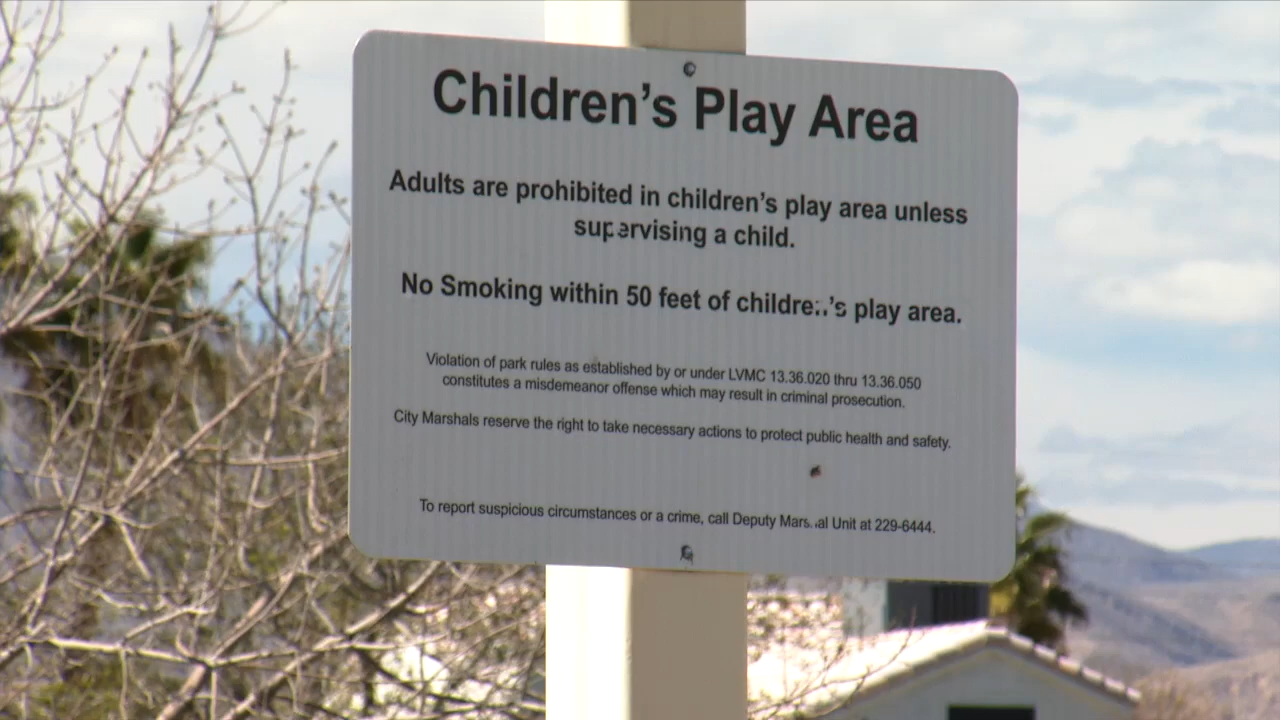 Children's Play Area
Adults are prohibited in children's play area unless
supervising a child.
No Smoking within 50 feet of children's play area.
Violation of park rules as established by or under LVMC 13.36.020 thru 13.36.050
constitutes a misdemeanor offense which may result in criminal prosecution.
City Marshals reserve the right to take necessary actions to protect public health and safety.
To report suspicious circumstances or a crime, call Deputy Marshal Unit at 229-6444.